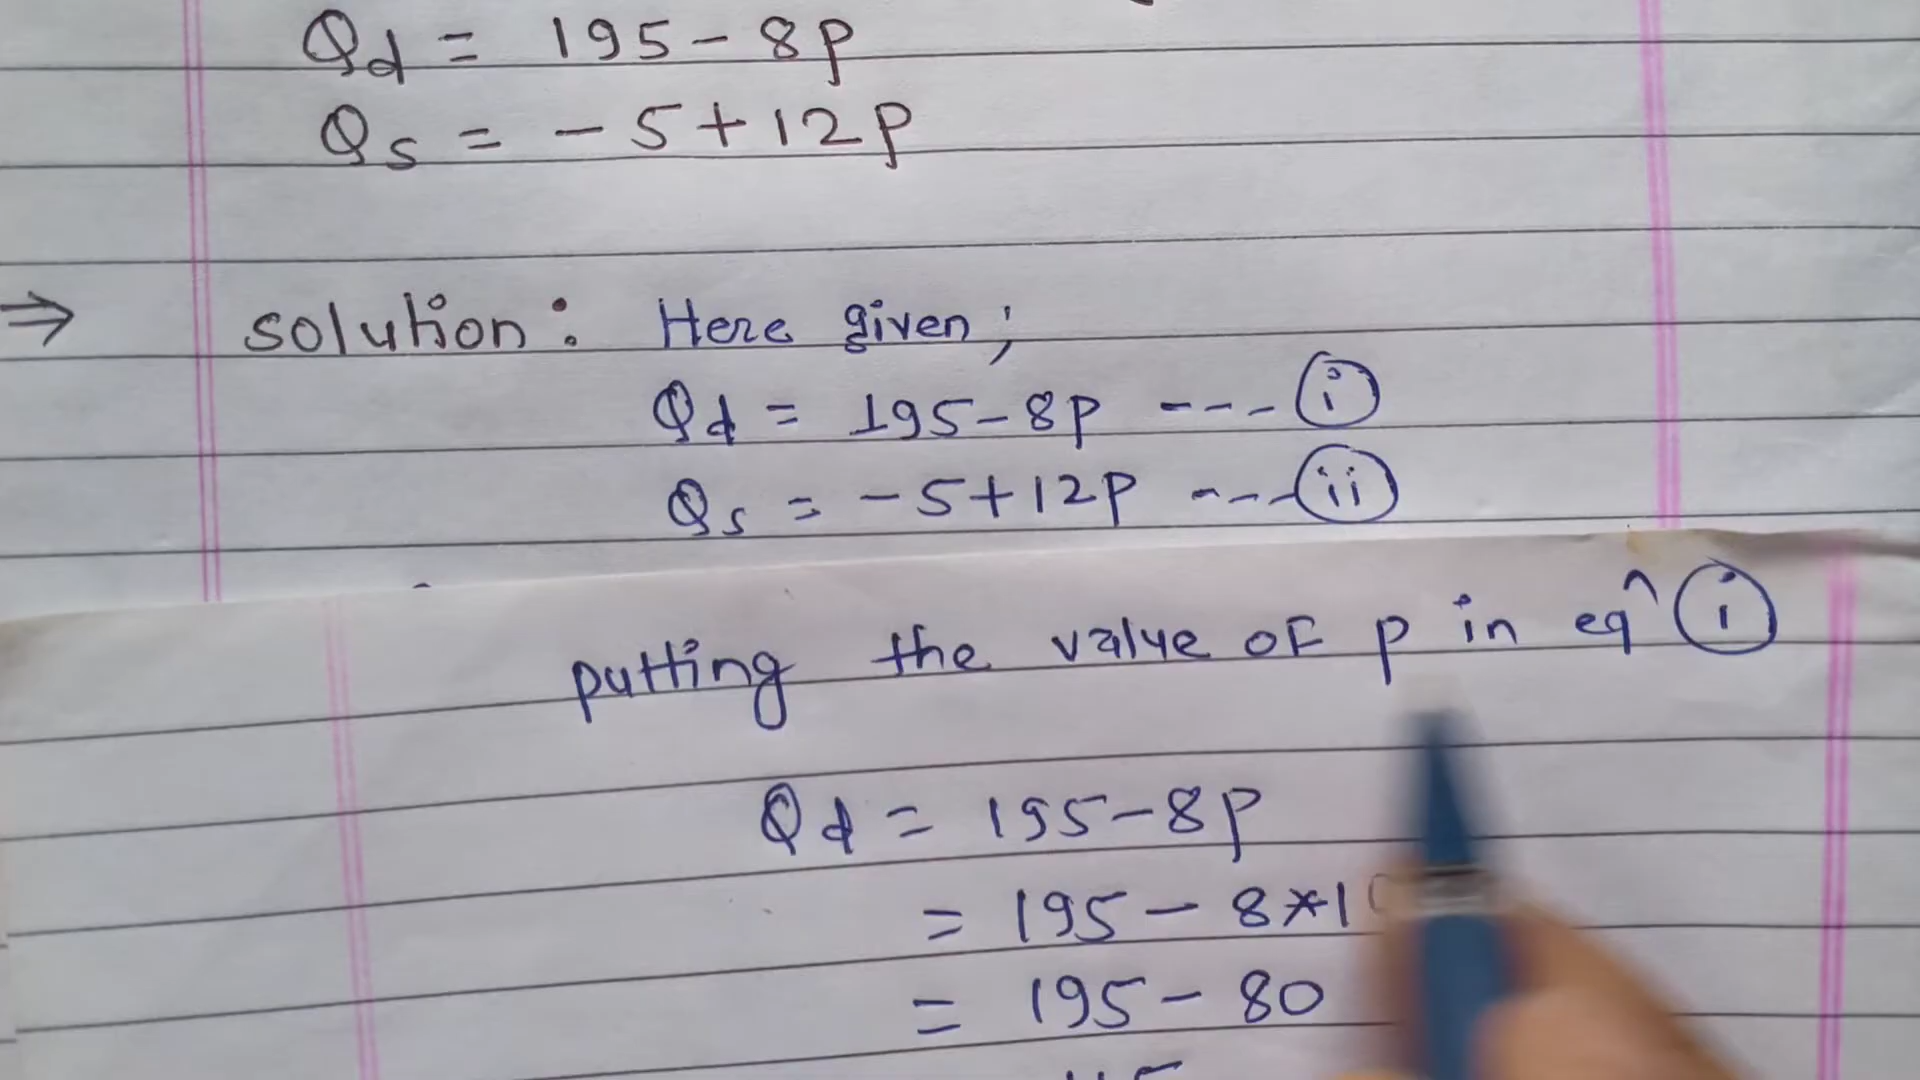 Qd = 195 - 8p
Qs = - 5 + 12p
⇒ solution: Here given;
Qd = 195 - 8p --- (i)
Qs = - 5 + 12p --- (ii)
putting the value of p in eq^ (i)
Qd = 195 - 8p
= 195 - 8*10
= 195 - 80